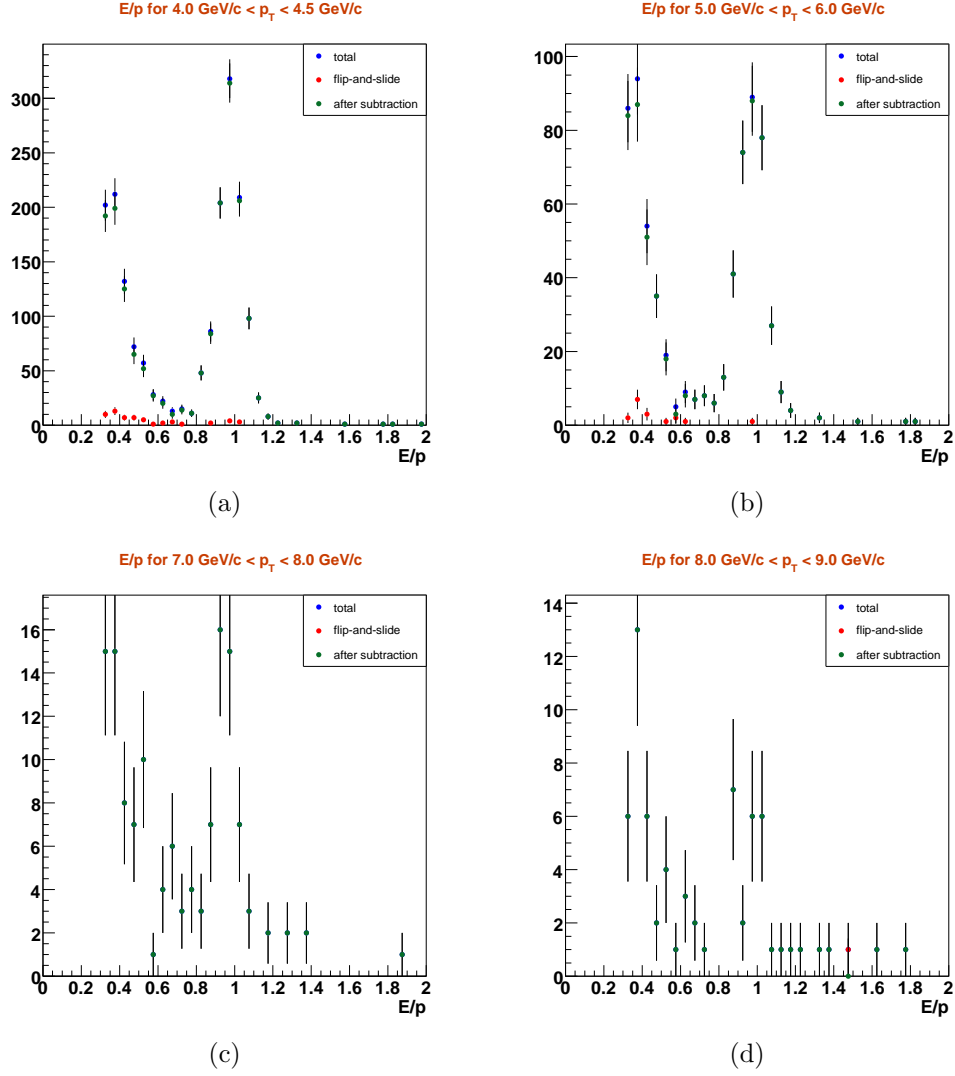 E/p for 4.0 GeV/c < p_T < 4.5 GeV/c
total
flip-and-slide
after subtraction
350
300
250
200
150
100
50
0
0 0.2 0.4 0.6 0.8 1 1.2 1.4 1.6 1.8 2
E/p
(a)
E/p for 5.0 GeV/c < p_T < 6.0 GeV/c
total
flip-and-slide
after subtraction
100
80
60
40
20
0
0 0.2 0.4 0.6 0.8 1 1.2 1.4 1.6 1.8 2
E/p
(b)
E/p for 7.0 GeV/c < p_T < 8.0 GeV/c
total
flip-and-slide
after subtraction
16
14
12
10
8
6
4
2
0
0 0.2 0.4 0.6 0.8 1 1.2 1.4 1.6 1.8 2
E/p
(c)
E/p for 8.0 GeV/c < p_T < 9.0 GeV/c
total
flip-and-slide
after subtraction
14
12
10
8
6
4
2
0
0 0.2 0.4 0.6 0.8 1 1.2 1.4 1.6 1.8 2
E/p
(d)